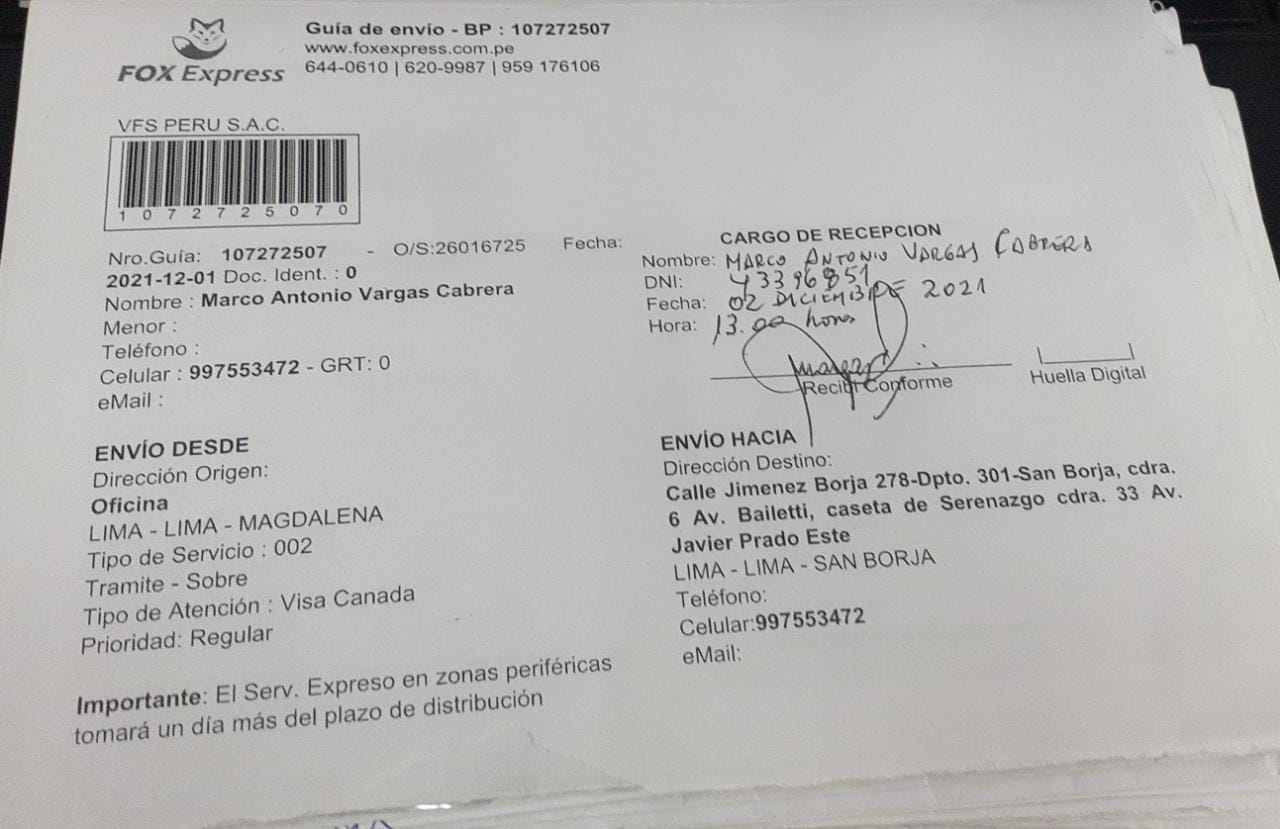 FOX Express
Guía de envío - BP : 107272507
www.foxexpress.com.pe
644-0610 | 620-9987 | 959 176106
VFS PERU S.A.C.
1 0 7 2 7 2 5 0 7 0
Nro.Guía: 107272507 - O/S:26016725 Fecha:
2021-12-01 Doc. Ident. : 0
Nombre : Marco Antonio Vargas Cabrera
Menor :
Teléfono :
Celular : 997553472 - GRT: 0
eMail :
CARGO DE RECEPCION
Nombre: MARCO ANTONIO VARGAS CABRERA
DNI: 43396851
Fecha: 02 DICIEMBRE 2021
Hora: 13.00 horas
Recibí Conforme
Huella Digital
ENVÍO DESDE
Dirección Origen:
Oficina
LIMA - LIMA - MAGDALENA
Tipo de Servicio : 002
Tramite - Sobre
Tipo de Atención : Visa Canada
Prioridad: Regular
ENVÍO HACIA
Dirección Destino:
Calle Jimenez Borja 278-Dpto. 301-San Borja, cdra.
6 Av. Bailetti, caseta de Serenazgo cdra. 33 Av.
Javier Prado Este
LIMA - LIMA - SAN BORJA
Teléfono:
Celular:997553472
eMail:
Importante: El Serv. Expreso en zonas periféricas
tomará un día más del plazo de distribución